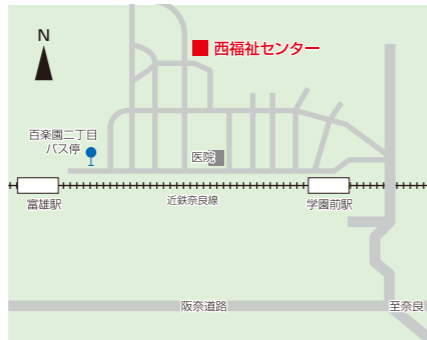 N
西福祉センター
百楽園二丁目
バス停
医院
富雄駅
近鉄奈良線
学園前駅
阪奈道路
至奈良